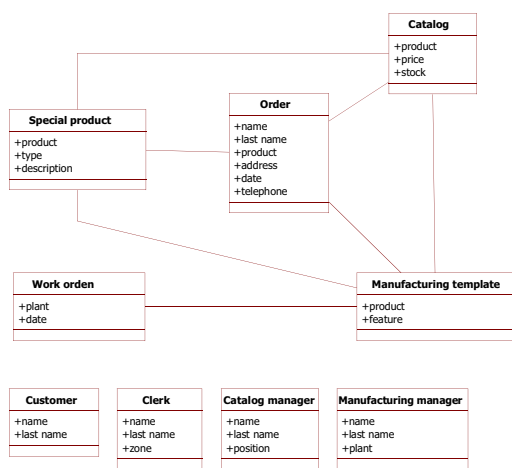 Catalog
+product
+price
+stock
Special product
+product
+type
+description
Order
+name
+last name
+product
+address
+date
+telephone
Work orden
+plant
+date
Manufacturing template
+product
+feature
Customer
+name
+last name
Clerk
+name
+last name
+zone
Catalog manager
+name
+last name
+position
Manufacturing manager
+name
+last name
+plant